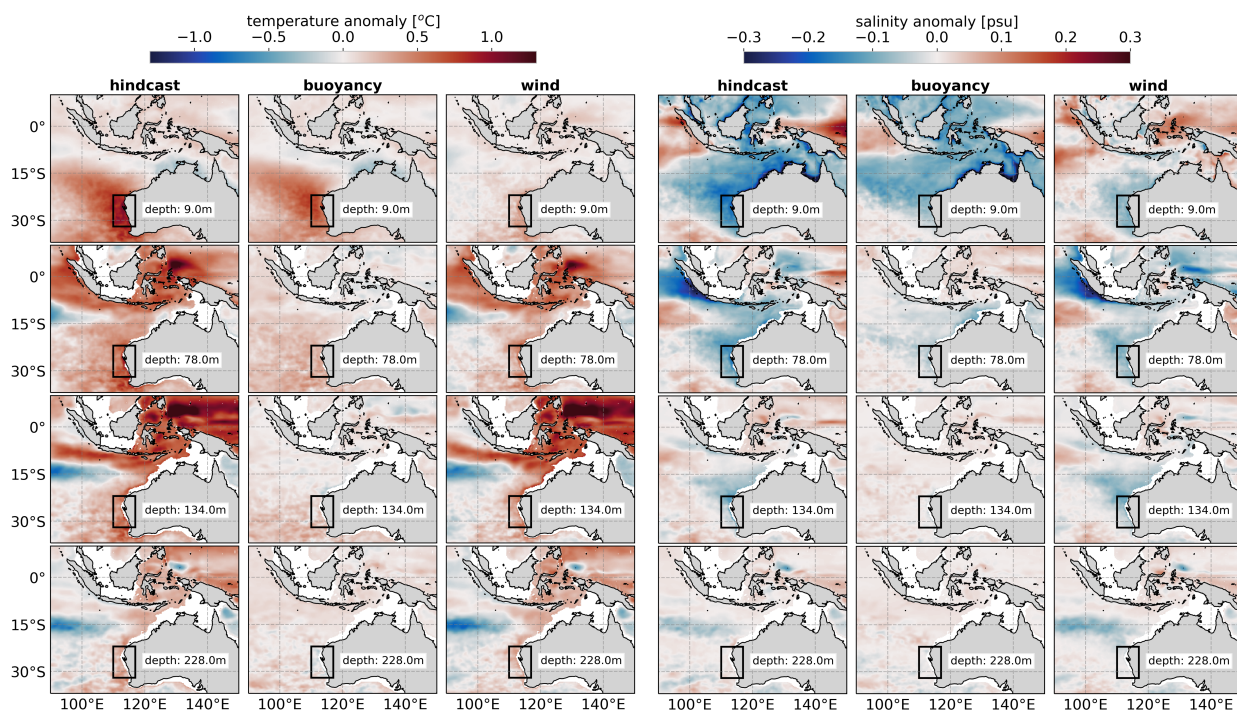 temperature anomaly [°C]
salinity anomaly [psu]
−1.0 −0.5 0.0 0.5 1.0
−0.3 −0.2 −0.1 0.0 0.1 0.2 0.3
hindcast buoyancy wind hindcast buoyancy wind
0°
15°S
depth: 9.0m depth: 9.0m depth: 9.0m depth: 9.0m depth: 9.0m depth: 9.0m
30°S
0°
15°S
depth: 78.0m depth: 78.0m depth: 78.0m depth: 78.0m depth: 78.0m depth: 78.0m
30°S
0°
15°S
depth: 134.0m depth: 134.0m depth: 134.0m depth: 134.0m depth: 134.0m depth: 134.0m
30°S
0°
15°S
depth: 228.0m depth: 228.0m depth: 228.0m depth: 228.0m depth: 228.0m depth: 228.0m
30°S
100°E 120°E 140°E 100°E 120°E 140°E 100°E 120°E 140°E 100°E 120°E 140°E 100°E 120°E 140°E 100°E 120°E 140°E